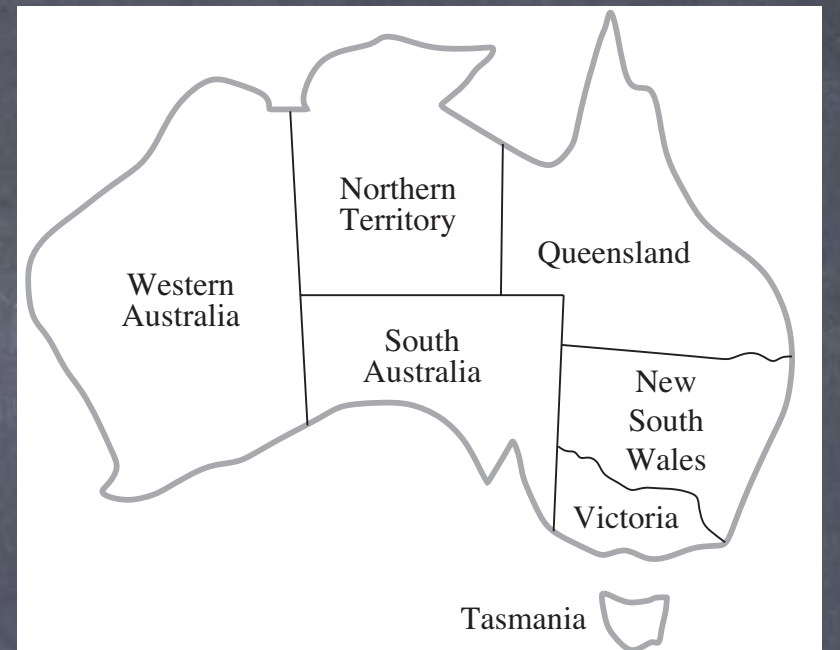 Northern
Territory
Queensland
Western
Australia
South
Australia
New
South
Wales
Victoria
Tasmania